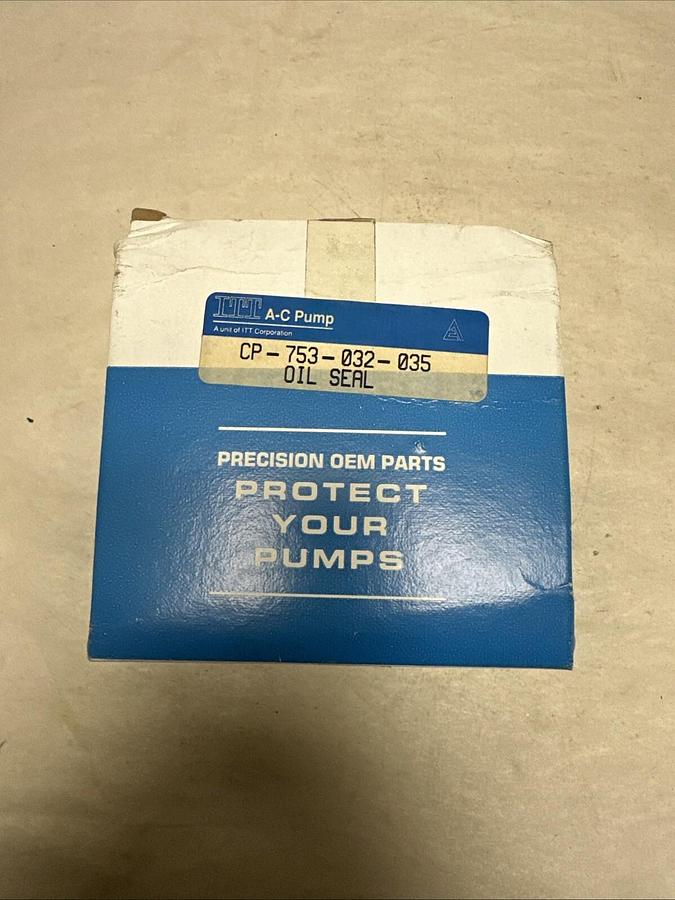 ITT A-C Pump
A unit of ITT Corporation
CP-753-032-035
OIL SEAL
PRECISION OEM PARTS
PROTECT
YOUR
PUMPS